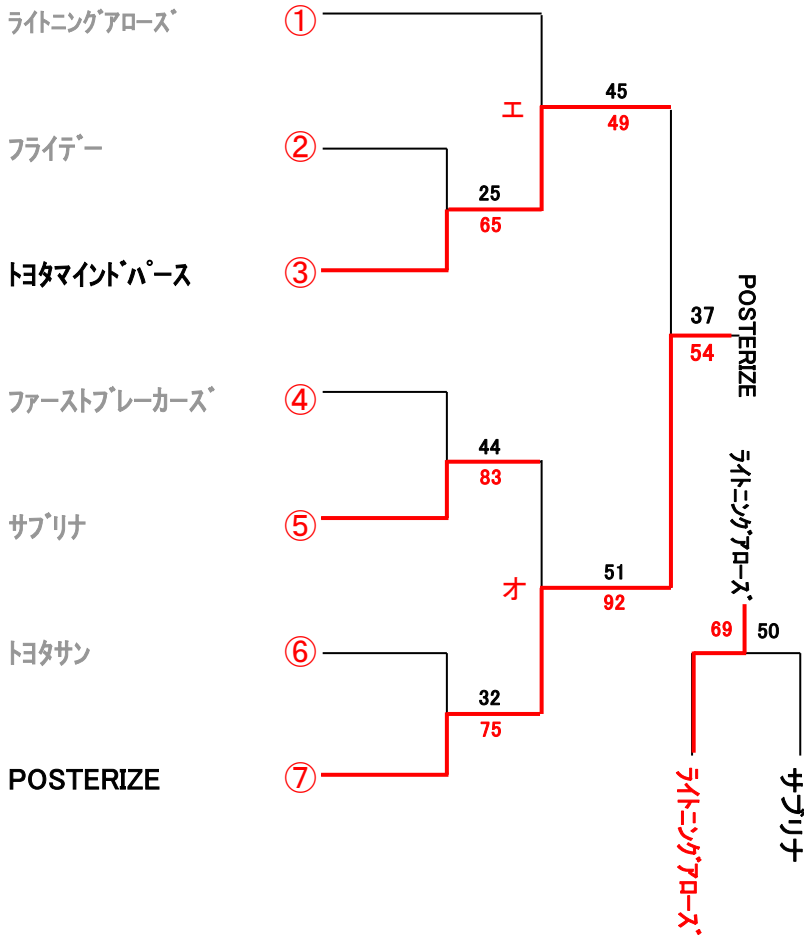 ﾗｲﾄﾆﾝｸﾞｱﾛｰｽﾞ
①
45
エ
49
ﾌﾗｲﾃﾞｰ
②
25
65
ﾄﾖﾀﾏｲﾝﾄﾞﾊﾟｰｽ
③
37
54
POSTERIZE
ﾌｧｰｽﾄﾌﾞﾚｰｶｰｽﾞ
④
44
83
ﾗｲﾄﾆﾝｸﾞｱﾛｰｽﾞ
ｻﾌﾞﾘﾅ
⑤
51
オ
92
ﾄﾖﾀｻﾝ
⑥
69
50
32
75
POSTERIZE
⑦
ﾗｲﾄﾆﾝｸﾞｱﾛｰｽﾞ
ｻﾌﾞﾘﾅ